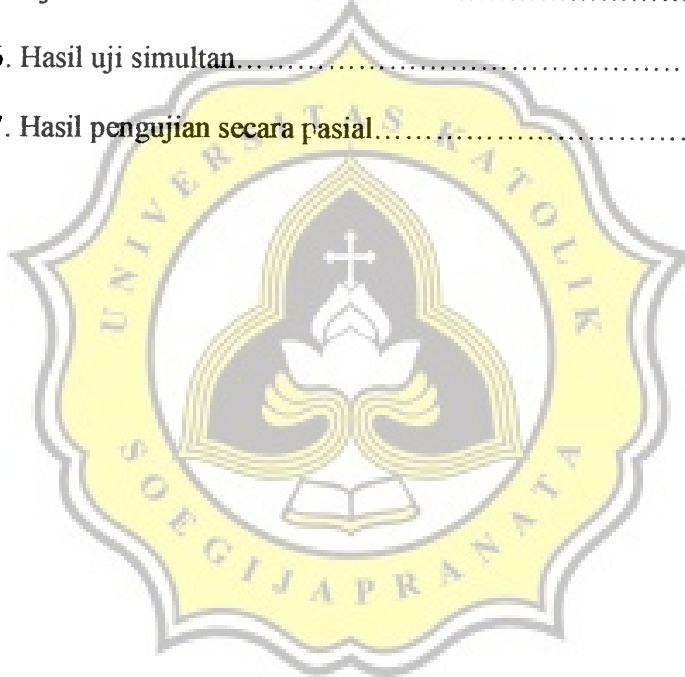 6. Hasil uji simultan……………………………………………
7. Hasil pengujian secara pasial……………………………
UNIVERSITAS KATOLIK
SOEGIJAPRANATA